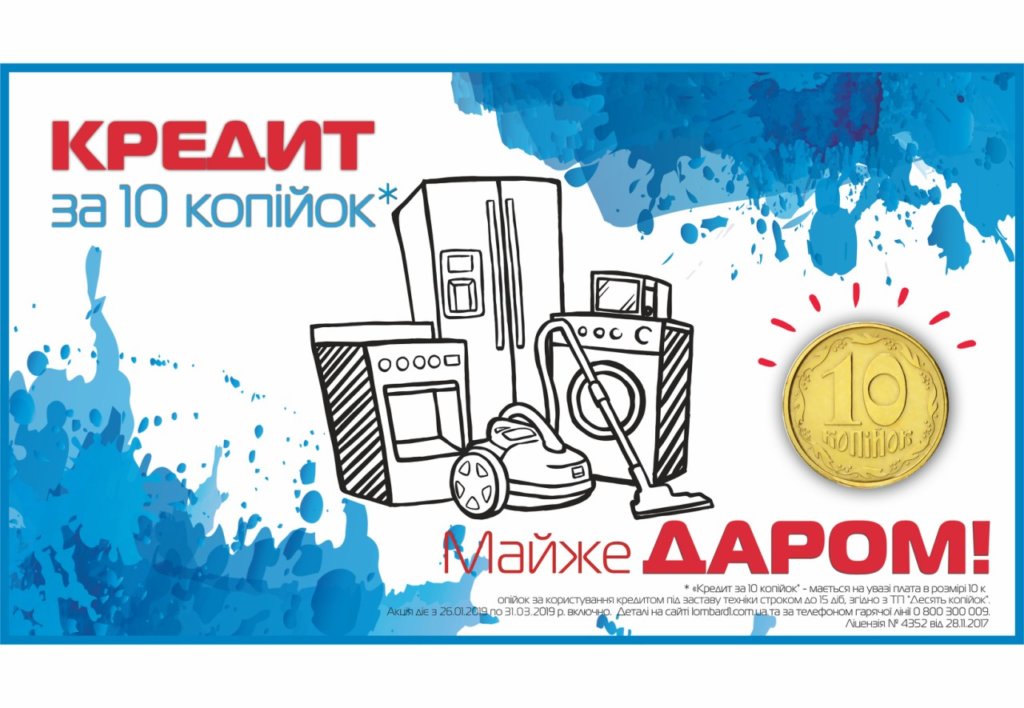 КРЕДИТ
за 10 копійок*
10
КОПІЙОК
Майже ДАРОМ!
* «Кредит за 10 копійок" - мається на увазі плата в розмірі 10 к
опійок за користування кредитом під заставу техніки строком до 15 діб, згідно з ТП "Десять копійок".
Акція діє з 26.01.2019 по 31.03.2019 р. включно. Деталі на сайті lombardi.com.ua та за телефоном гарячої лінії 0 800 300 009.
Ліцензія № 4352 від 28.11.2017